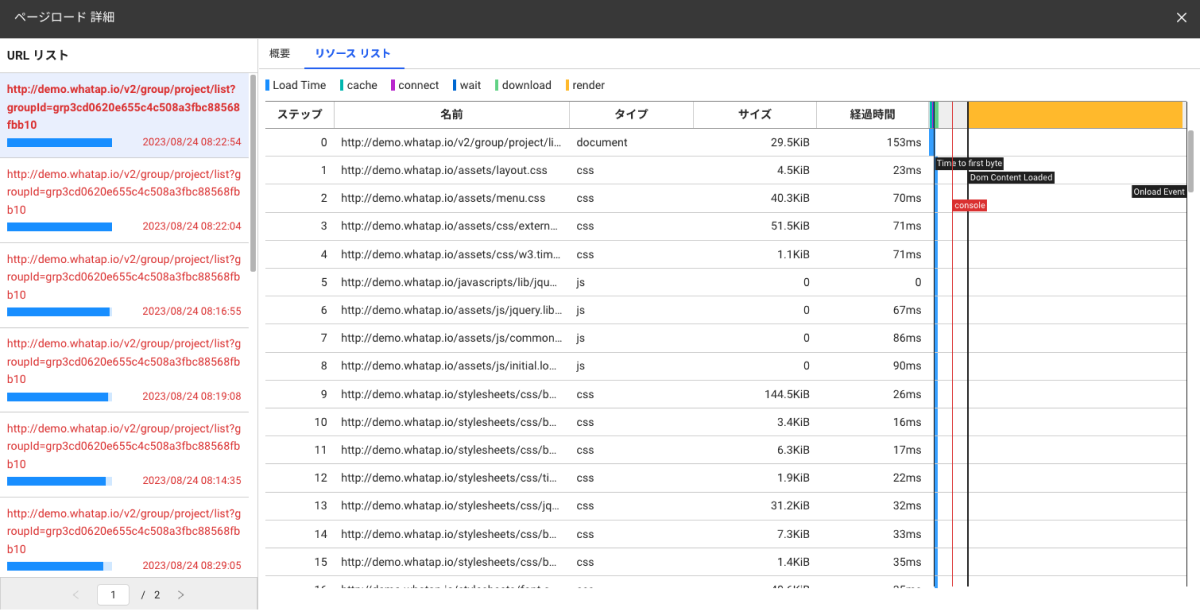 ページロード 詳細
URL リスト
http://demo.whatap.io/v2/group/project/list?
groupId=grp3cd0620e655c4c508a3fbc88568
fbb10
2023/08/24 08:22:54
http://demo.whatap.io/v2/group/project/list?g
roupId=grp3cd0620e655c4c508a3fbc88568fb
b10
2023/08/24 08:22:04
http://demo.whatap.io/v2/group/project/list?g
roupId=grp3cd0620e655c4c508a3fbc88568fb
b10
2023/08/24 08:16:55
http://demo.whatap.io/v2/group/project/list?g
roupId=grp3cd0620e655c4c508a3fbc88568fb
b10
2023/08/24 08:19:08
http://demo.whatap.io/v2/group/project/list?g
roupId=grp3cd0620e655c4c508a3fbc88568fb
b10
2023/08/24 08:14:35
http://demo.whatap.io/v2/group/project/list?g
roupId=grp3cd0620e655c4c508a3fbc88568fb
b10
2023/08/24 08:29:05
1 / 2
概要 リソース リスト
Load Time cache connect wait download render
ステップ 名前 タイプ サイズ 経過時間
0 http://demo.whatap.io/v2/group/project/li... document 29.5KiB 153ms
1 http://demo.whatap.io/assets/layout.css css 4.5KiB 23ms
2 http://demo.whatap.io/assets/menu.css css 40.3KiB 70ms
3 http://demo.whatap.io/assets/css/extern... css 51.5KiB 71ms
4 http://demo.whatap.io/assets/css/w3.tim... css 1.1KiB 71ms
5 http://demo.whatap.io/javascripts/lib/jqu... js 0 0
6 http://demo.whatap.io/assets/js/jquery.lib... js 0 67ms
7 http://demo.whatap.io/assets/js/common... js 0 86ms
8 http://demo.whatap.io/assets/js/initial.lo... js 0 90ms
9 http://demo.whatap.io/stylesheets/css/b... css 144.5KiB 26ms
10 http://demo.whatap.io/stylesheets/css/b... css 3.4KiB 16ms
11 http://demo.whatap.io/stylesheets/css/b... css 6.3KiB 17ms
12 http://demo.whatap.io/stylesheets/css/ti... css 1.9KiB 22ms
13 http://demo.whatap.io/stylesheets/css/jq... css 31.2KiB 32ms
14 http://demo.whatap.io/stylesheets/css/b... css 7.3KiB 33ms
15 http://demo.whatap.io/stylesheets/css/b... css 1.4KiB 35ms
Time to first byte
Dom Content Loaded
Onload Event
console